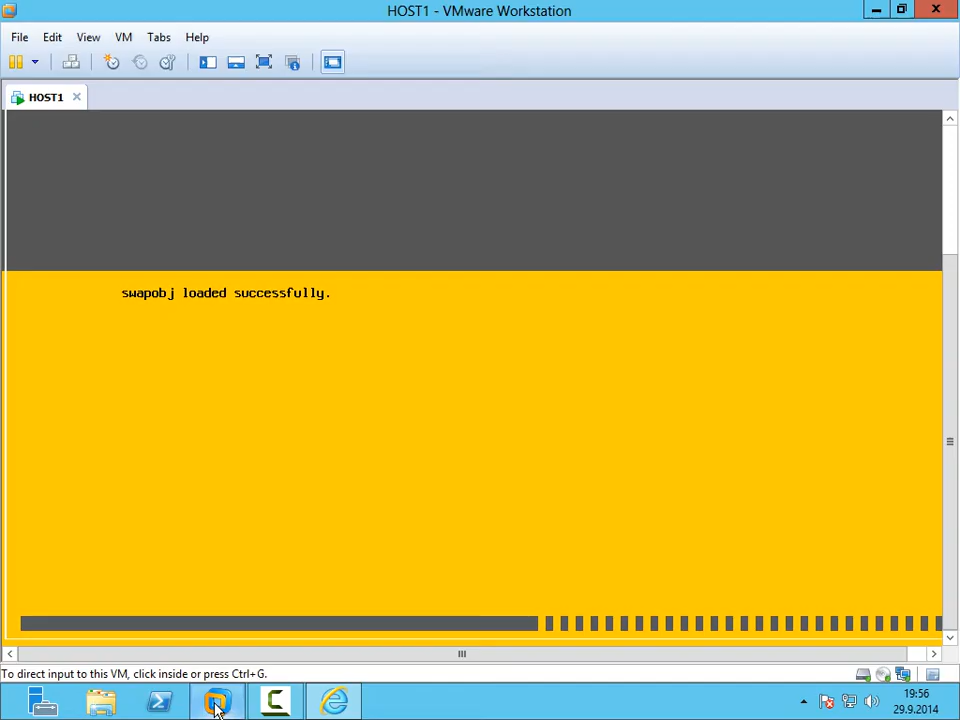 HOST1 - VMware Workstation
File Edit View VM Tabs Help
HOST1
swapobj loaded successfully.
To direct input to this VM, click inside or press Ctrl+G.
19:56
29.9.2014